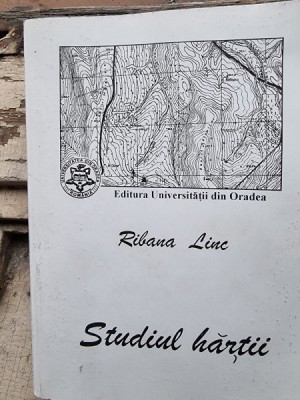 Editura Universității din Oradea
Ribana Linc
Studiul hărții